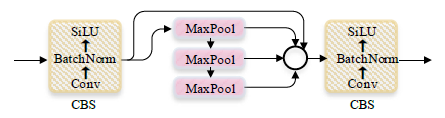 SiLU
BatchNorm
Conv
CBS
MaxPool
MaxPool
MaxPool
SiLU
BatchNorm
Conv
CBS